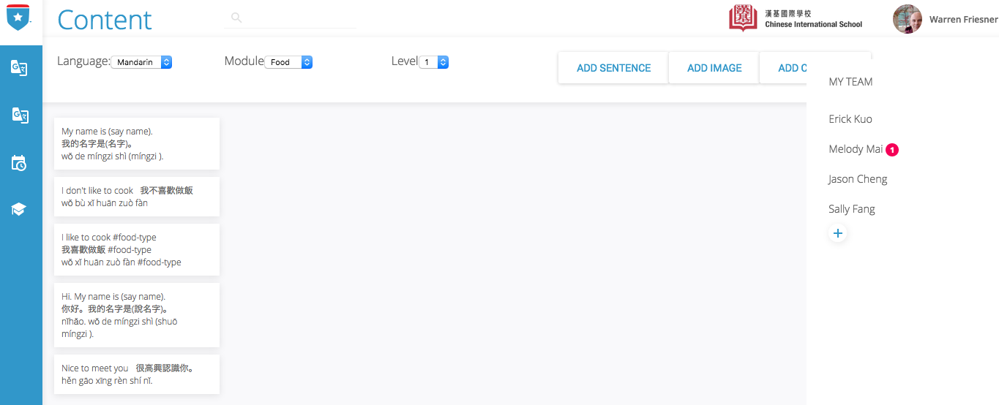 Content
漢基國際學校
Chinese International School
Warren Friesner
Language: Mandarin
Module Food
Level 1
ADD SENTENCE
ADD IMAGE
ADD C
MY TEAM
Erick Kuo
Melody Mai 1
Jason Cheng
Sally Fang
+
My name is (say name).
我的名字是(名字)。
wǒ de míngzi shì (míngzi ).
I don't like to cook 我不喜歡做飯
wǒ bù xǐ huān zuò fàn
I like to cook #food-type
我喜歡做飯 #food-type
wǒ xǐ huān zuò fàn #food-type
Hi. My name is (say name).
你好。我的名字是(說名字)。
nǐhǎo. wǒ de míngzi shì (shuō
míngzi ).
Nice to meet you 很高興認識你。
hěn gāo xīng rèn shí nǐ.